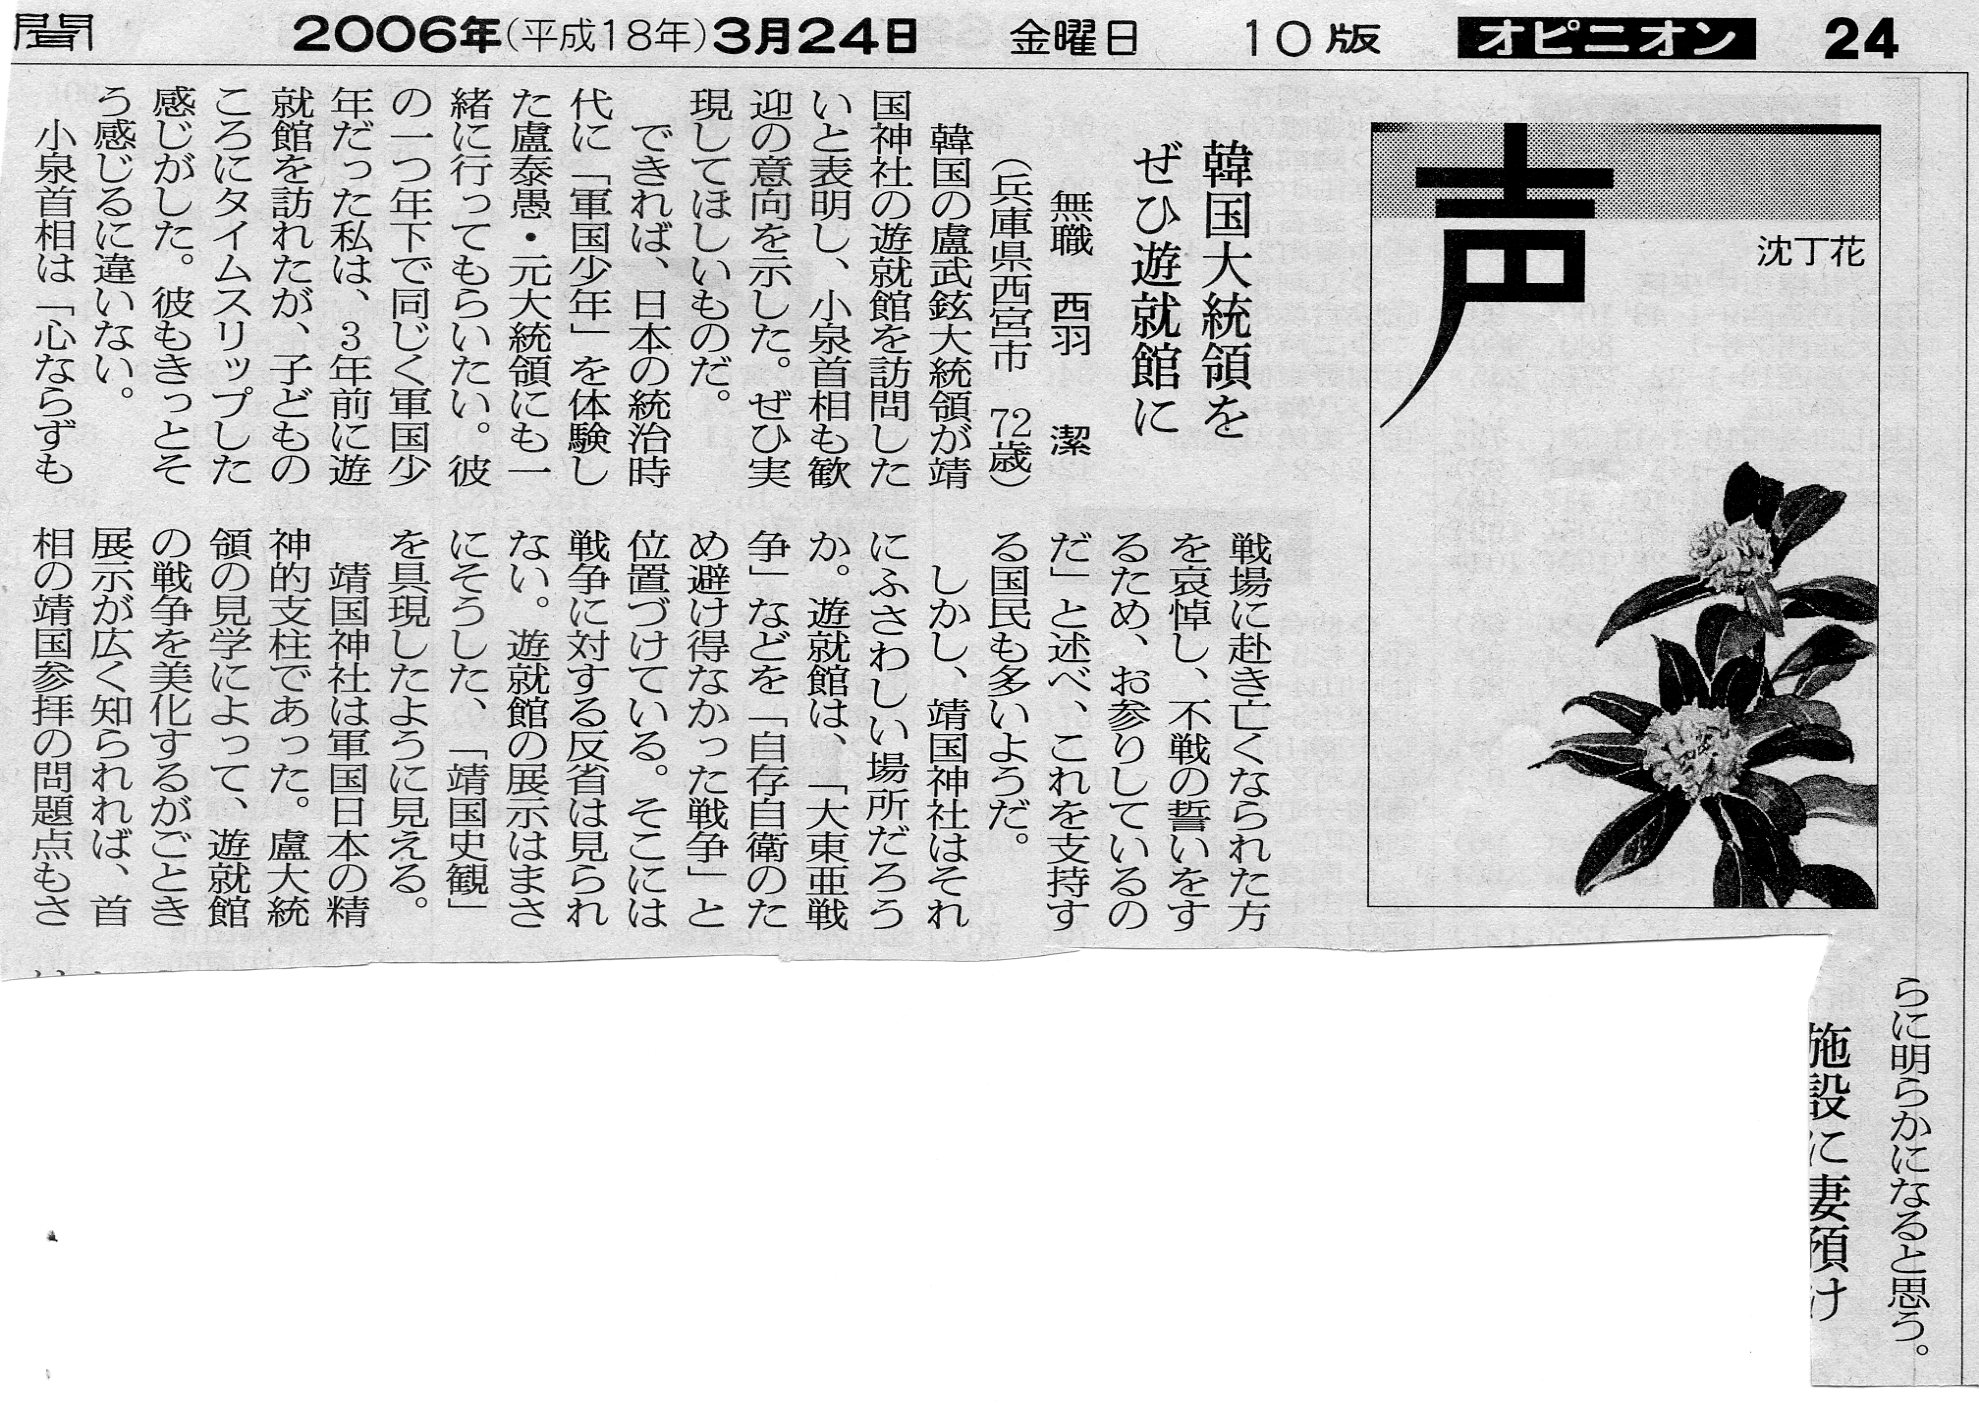 聞 2006年(平成18年)3月24日 金曜日 10版 オピニオン 24
声
沈丁花
韓国大統領を
ぜひ遊就館に
無職 西羽 潔
(兵庫県西宮市 72歳)
韓国の盧武鉉大統領が靖
国神社の遊就館を訪問した
いと表明し、小泉首相も歓
迎の意向を示した。ぜひ実
現してほしいものだ。
できれば、日本の統治時
代に「軍国少年」を体験し
た盧泰愚・元大統領にも一
緒に行ってもらいたい。彼
の一つ年下で同じく軍国少
年だった私は、3年前に遊
就館を訪れたが、子どもの
ころにタイムスリップした
感じがした。彼もきっとそ
う感じるに違いない。
小泉首相は「心ならずも
戦場に赴き亡くなられた方
を哀悼し、不戦の誓いをす
るため、お参りしているの
だ」と述べ、これを支持す
る国民も多いようだ。
しかし、靖国神社はそれ
にふさわしい場所だろう
か。遊就館は、「大東亜戦
争」などを「自存自衛のた
め避け得なかった戦争」と
位置づけている。そこには
戦争に対する反省は見られ
ない。遊就館の展示はまさ
にそうした、「靖国史観」
を具現したように見える。
靖国神社は軍国日本の精
神的支柱であった。盧大統
領の見学によって、遊就館
の戦争を美化するがごとき
展示が広く知られれば、首
相の靖国参拝の問題点もさ
らに明らかになると思う。
施設に妻預け